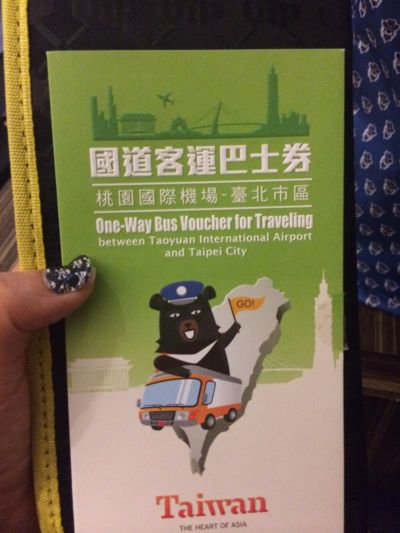 國道客運巴士券
桃園國際機場-臺北市區
One-Way Bus Voucher for Traveling
between Taoyuan International Airport
and Taipei City
GO!
Taiwan
THE HEART OF ASIA